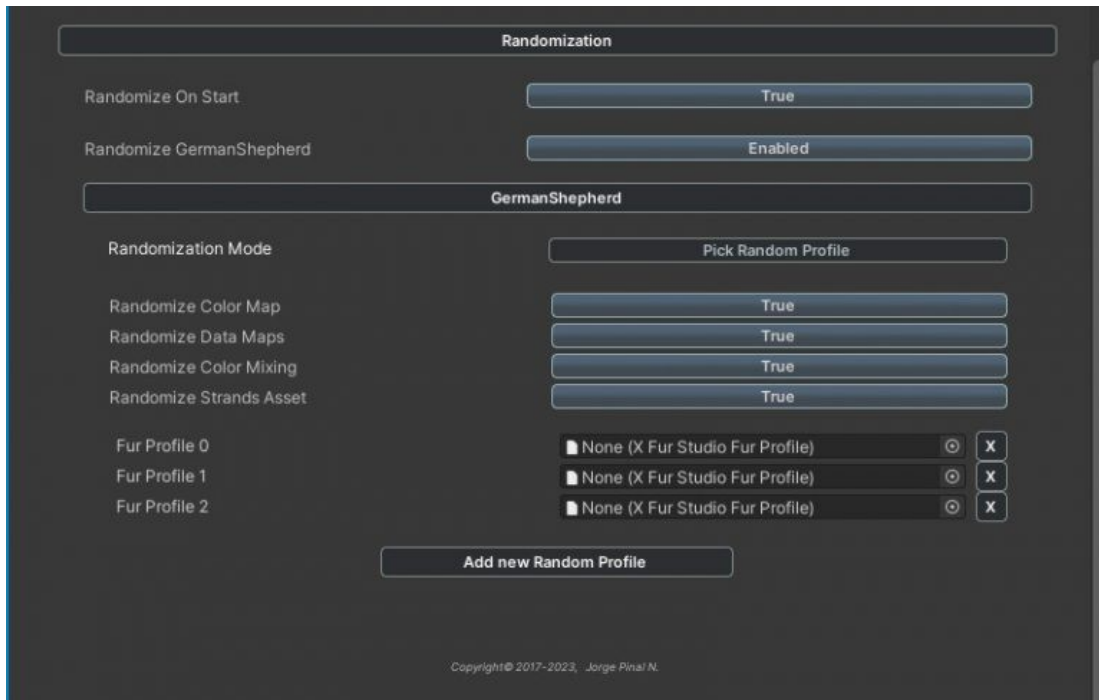 Randomization
Randomize On Start True
Randomize GermanShepherd Enabled
GermanShepherd
Randomization Mode Pick Random Profile
Randomize Color Map True
Randomize Data Maps True
Randomize Color Mixing True
Randomize Strands Asset True
Fur Profile 0 None (X Fur Studio Fur Profile) X
Fur Profile 1 None (X Fur Studio Fur Profile) X
Fur Profile 2 None (X Fur Studio Fur Profile) X
Add new Random Profile
Copyright© 2017-2023, Jorge Pinal N.